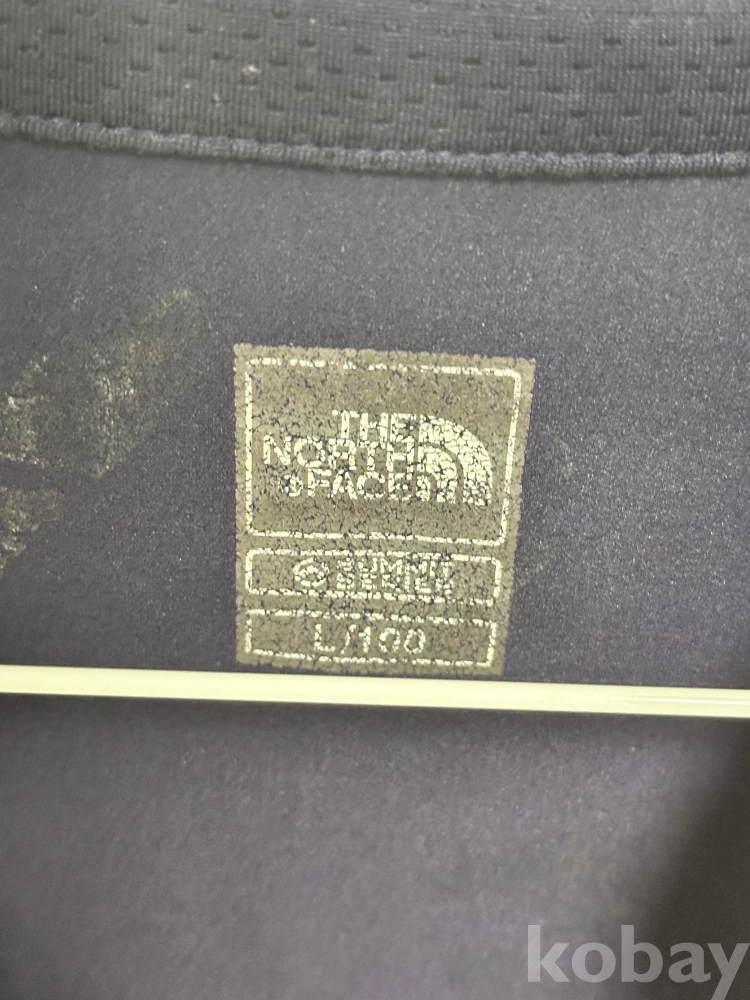 THE
NORTH
FACE
SUMMIT
SERIES
L/100
kobay